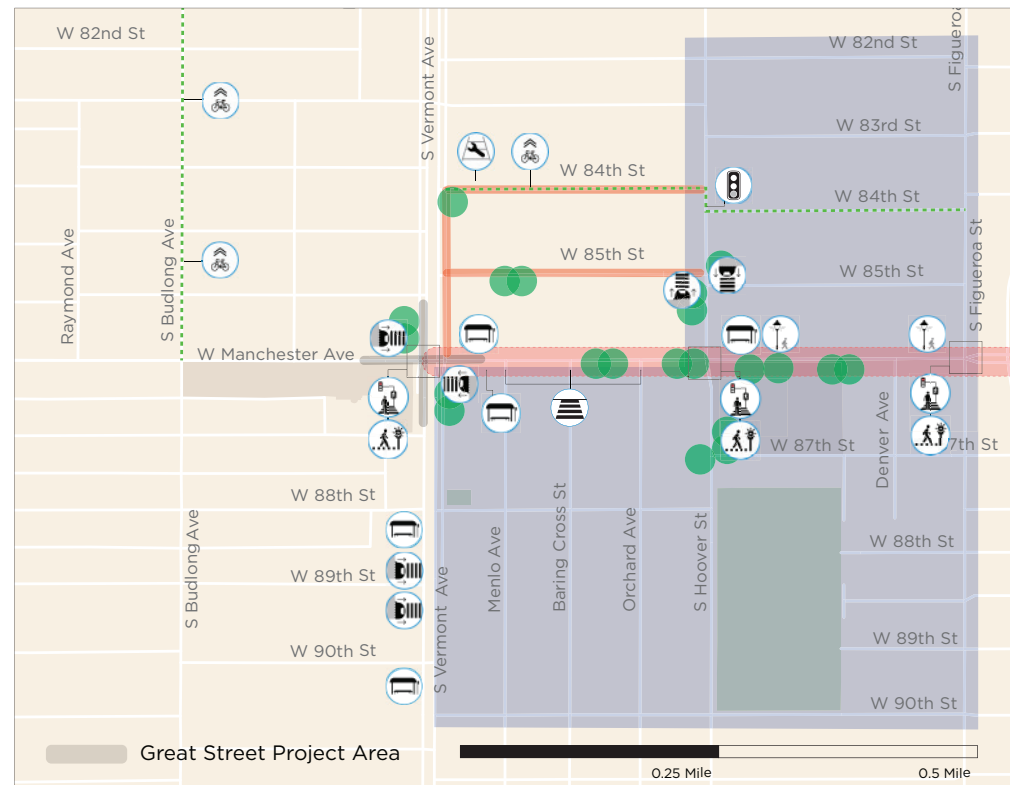 W 82nd St
S Vermont Ave
W 82nd St
S Figueroa
W 83rd St
W 84th St
W 84th St
Raymond Ave
S Budlong Ave
W 85th St
W 85th St
S Figueroa St
W Manchester Ave
W 87th St
7th St
Denver Ave
W 88th St
S Budlong Ave
W 89th St
W 90th St
S Vermont Ave
Menlo Ave
Baring Cross St
Orchard Ave
S Hoover St
W 88th St
W 89th St
W 90th St
Great Street Project Area
0.25 Mile
0.5 Mile